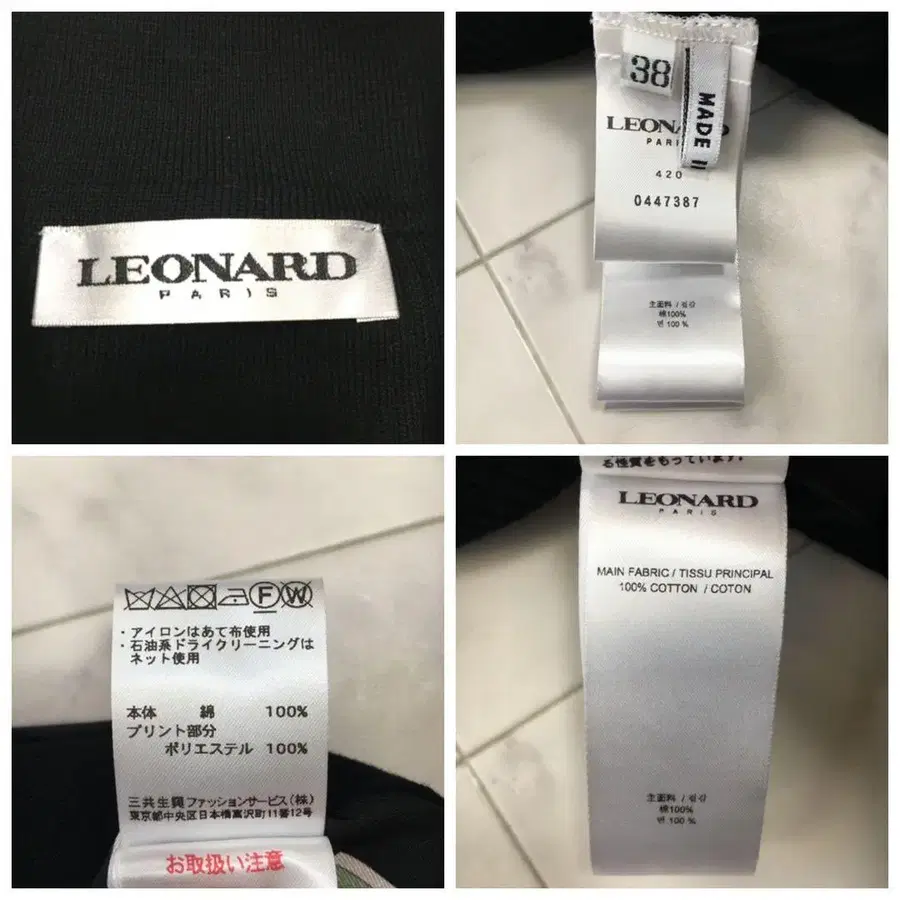 LEONARD
PARIS
38
MADE I
LEONARD
PARI
420
0447387
主面料 / 겉감
棉100%
면 100 %
F W
・アイロンはあて布使用
・石油系ドライクリーニングは
ネット使用
本体 綿 100%
プリント部分
ポリエステル 100%
三共生興ファッションサービス(株)
東京都中央区日本橋富沢町11番12号
お取扱い注意
る性質をもっています。
LEONARD
PARIS
MAIN FABRIC / TISSU PRINCIPAL
100% COTTON / COTON
主面料 / 겉감
棉100%
면 100 %